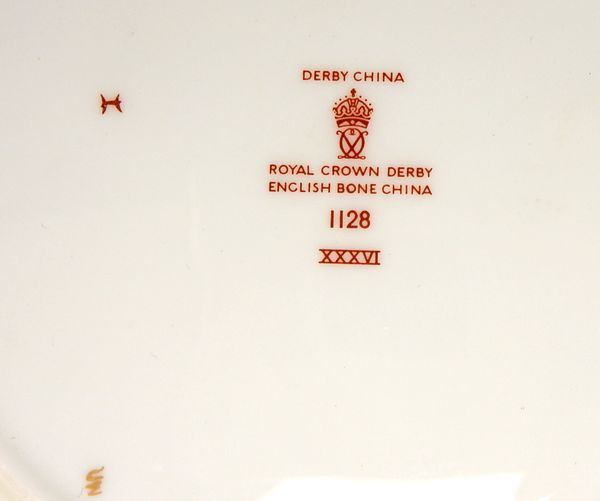 DERBY CHINA
ROYAL CROWN DERBY
ENGLISH BONE CHINA
1128
XXXVI